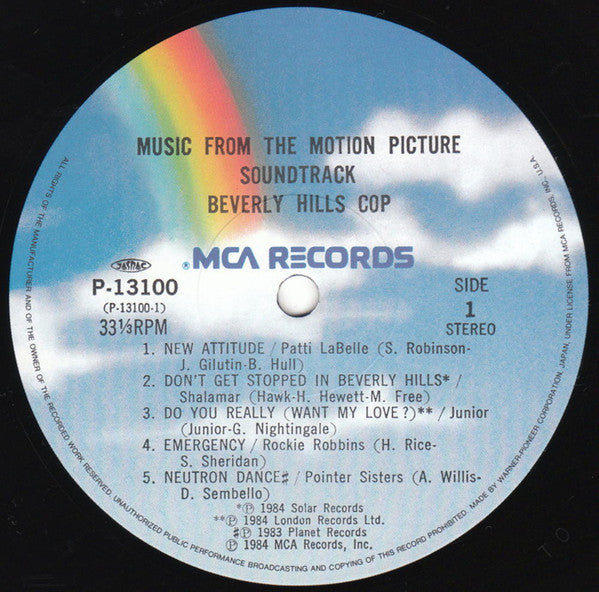 MUSIC FROM THE MOTION PICTURE
SOUNDTRACK
BEVERLY HILLS COP
®MCA RECORDS
JASRAC
P-13100
(P-13100-1)
33⅓RPM
SIDE
1
STEREO
1. NEW ATTITUDE / Patti LaBelle (S. Robinson-
J. Gilutin-B. Hull)
2. DON'T GET STOPPED IN BEVERLY HILLS* /
Shalamar (Hawk-H. Hewett-M. Free)
3. DO YOU REALLY (WANT MY LOVE?)** / Junior
(Junior-G. Nightingale)
4. EMERGENCY / Rockie Robbins (H. Rice-
S. Sheridan)
5. NEUTRON DANCE♯ / Pointer Sisters (A. Willis-
D. Sembello)
*℗ 1984 Solar Records
**℗ 1984 London Records Ltd.
♯℗ 1983 Planet Records
℗ 1984 MCA Records, Inc.
ALL RIGHTS OF THE MANUFACTURER AND OF THE OWNER OF THE RECORDED WORK RESERVED. UNAUTHORIZED PUBLIC PERFORMANCE BROADCASTING AND COPYING OF THIS RECORD PROHIBITED. MADE BY WARNER-PIONEER CORPORATION, JAPAN, UNDER LICENSE FROM MCA RECORDS, INC., U.S.A.
T O